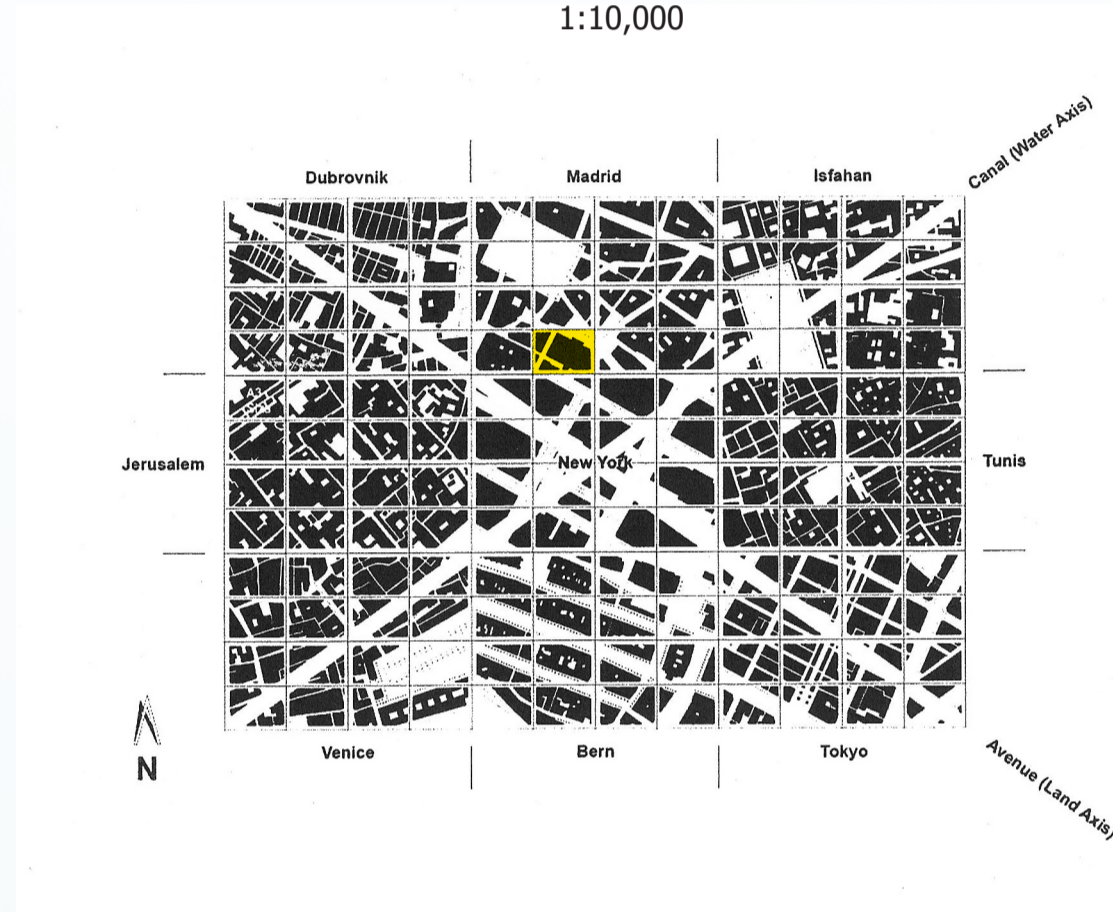 1:10,000
Canal (Water Axis)
Dubrovnik
Madrid
Isfahan
Jerusalem
New York
Tunis
N
Venice
Bern
Tokyo
Avenue (Land Axis)